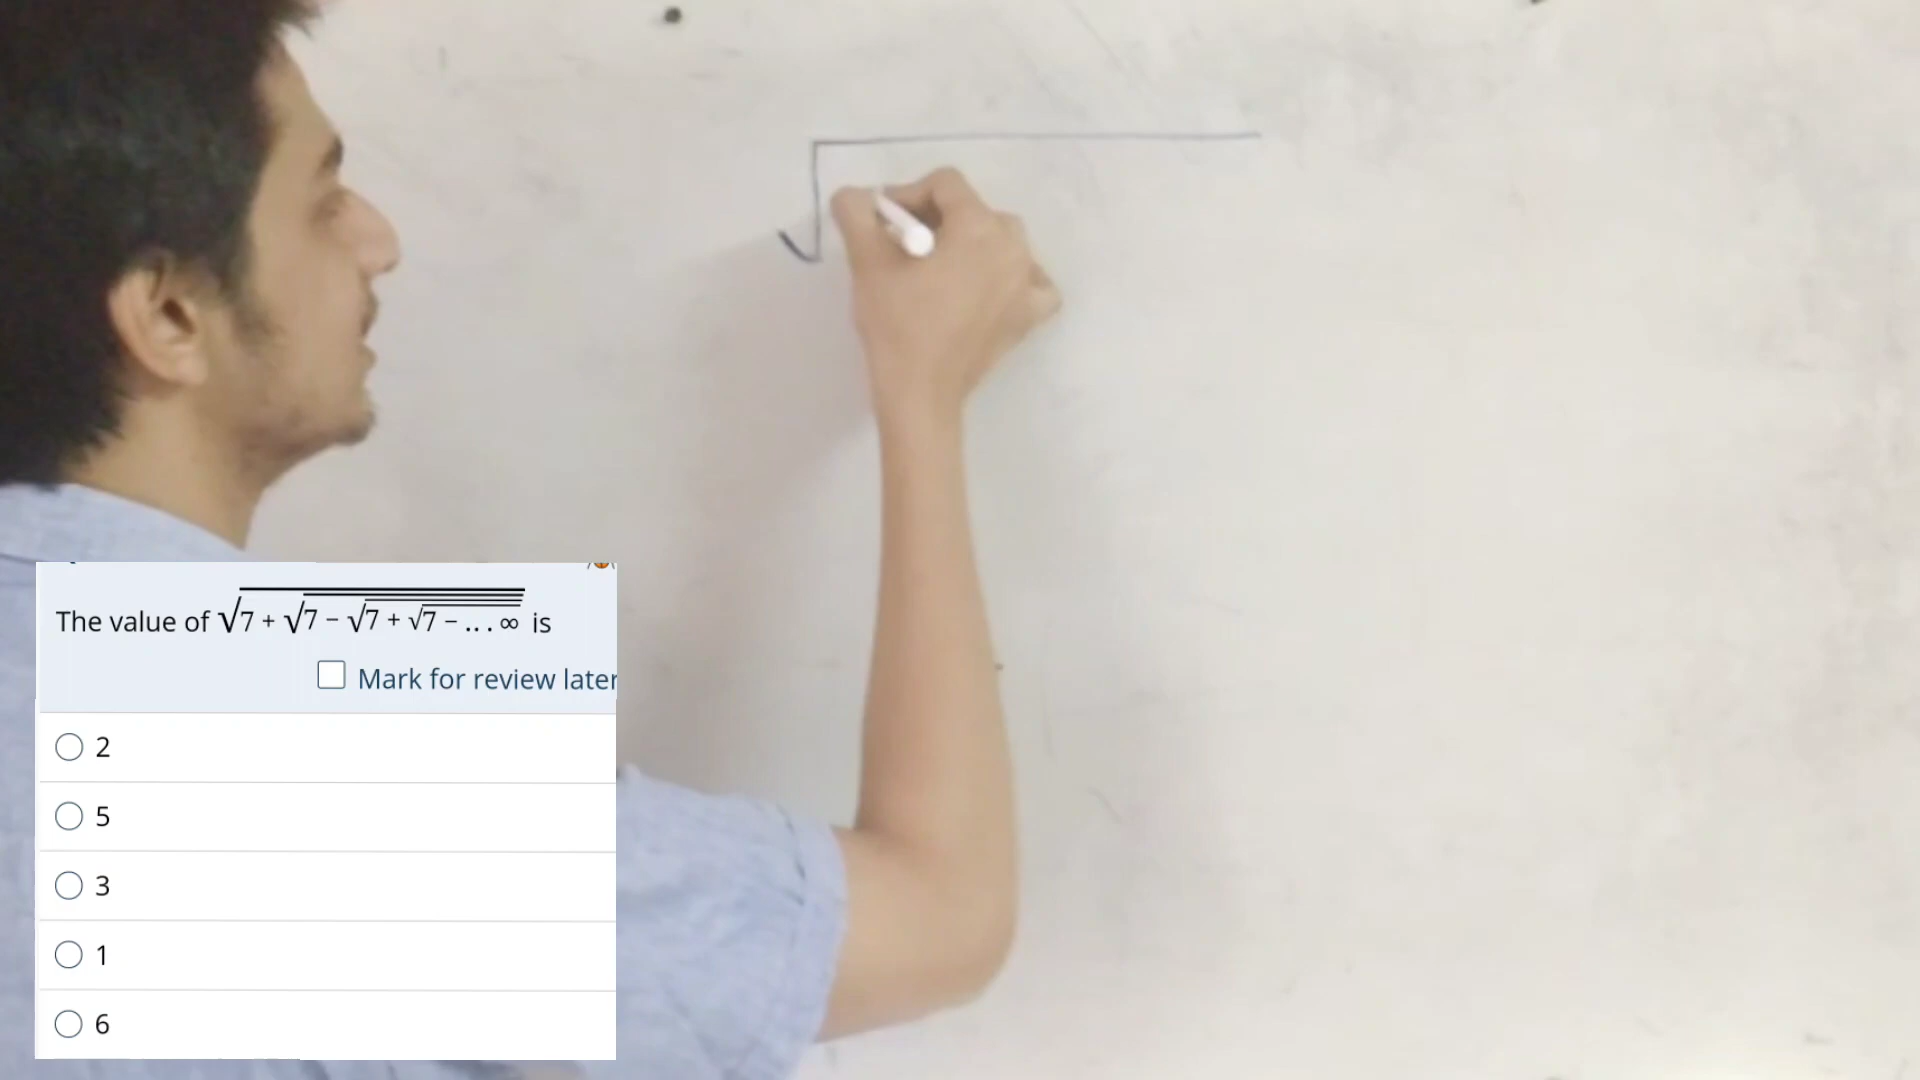 The value of √7 + √7 − √7 + √7 − ... ∞ is
Mark for review later
2
5
3
1
6